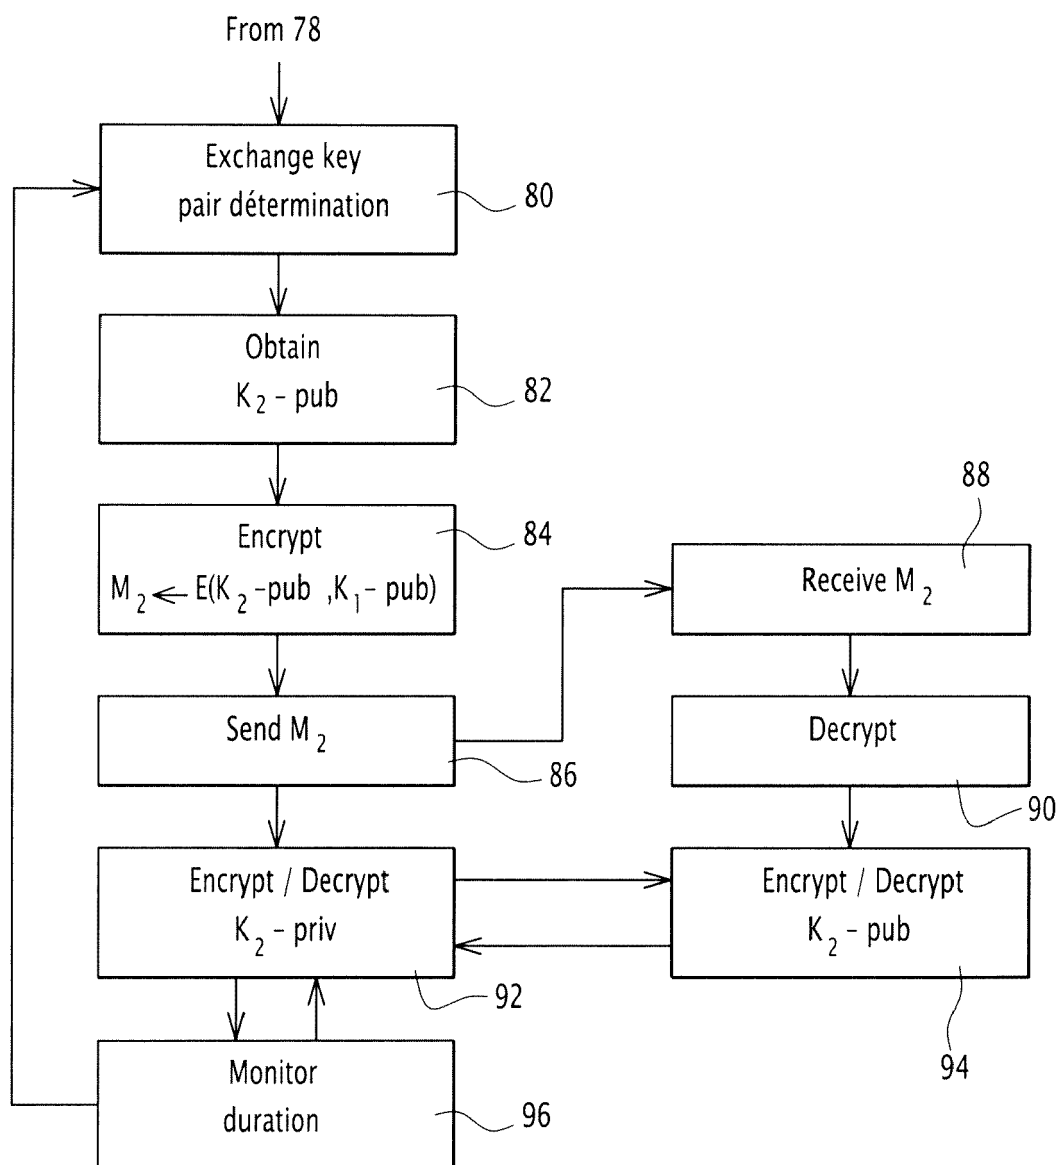 From 78
Exchange key
pair détermination
80
Obtain
K₂ – pub
82
Encrypt
M₂ ← E(K₂ –pub ,K₁– pub)
84
Send M₂
86
88
Receive M₂
Decrypt
90
Encrypt / Decrypt
K₂ – priv
92
Encrypt / Decrypt
K₂ – pub
94
Monitor
duration
96